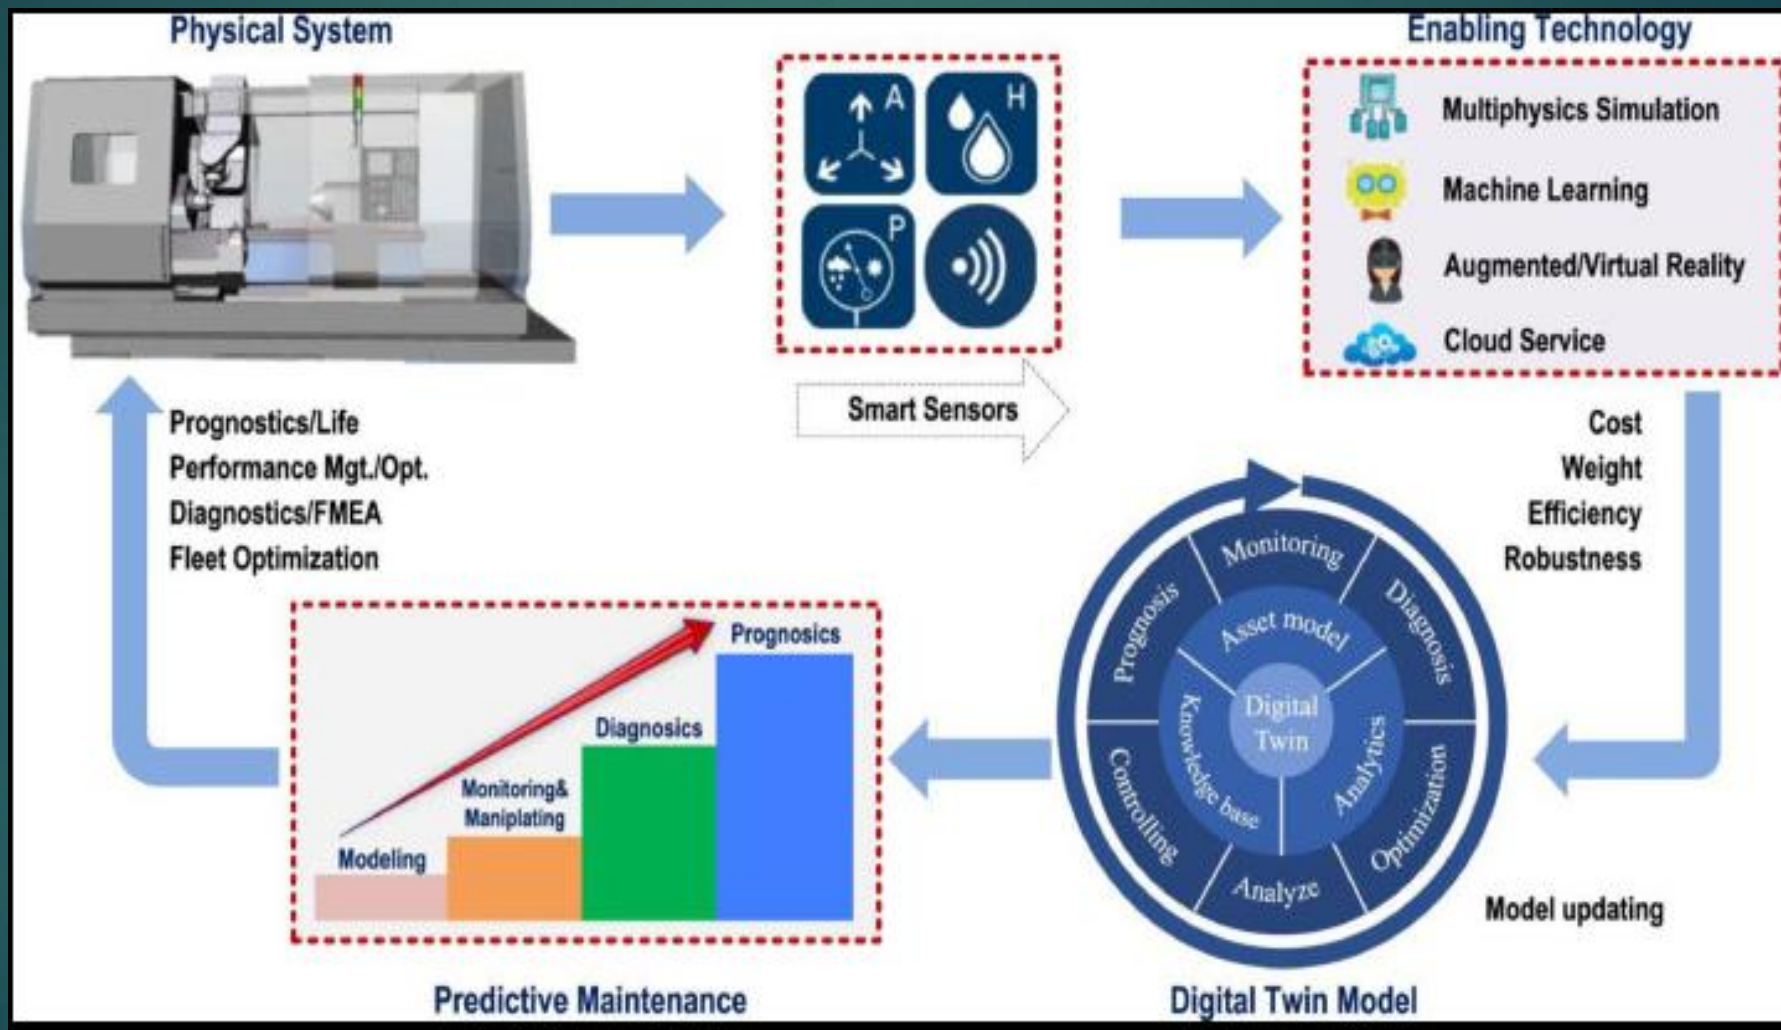 Physical System
Enabling Technology
A
H
P
Multiphysics Simulation
Machine Learning
Augmented/Virtual Reality
Cloud Service
Smart Sensors
Prognostics/Life
Performance Mgt./Opt.
Diagnostics/FMEA
Fleet Optimization
Cost
Weight
Efficiency
Robustness
Monitoring
Diagnosis
Optimization
Analyze
Controlling
Prognosis
Asset model
Analytics
Knowledge base
Digital
Twin
Model updating
Prognosics
Diagnosics
Monitoring&
Maniplating
Modeling
Predictive Maintenance
Digital Twin Model